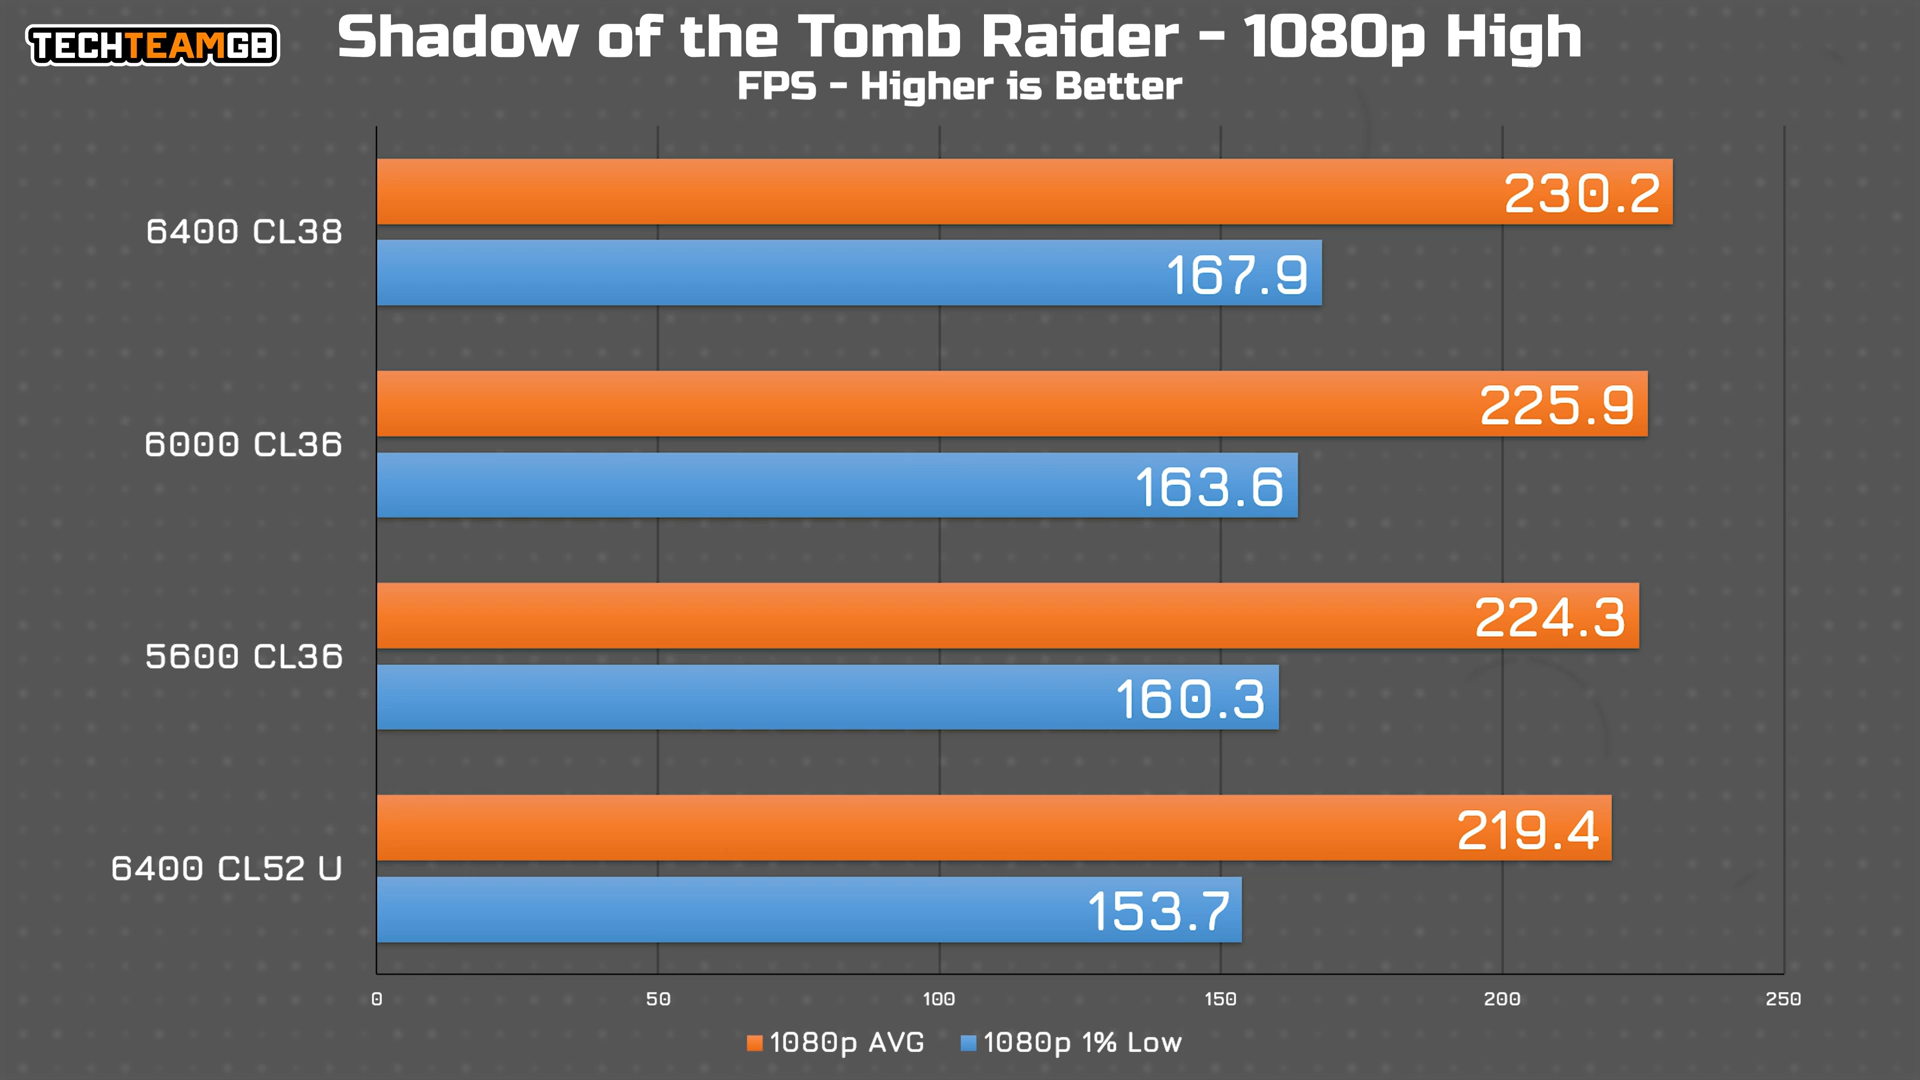 TECHTEAMGB
Shadow of the Tomb Raider - 1080p High
FPS - Higher is Better
6400 CL38
230.2
167.9
6000 CL36
225.9
163.6
5600 CL36
224.3
160.3
6400 CL52 U
219.4
153.7
0 50 100 150 200 250
1080p AVG 1080p 1% Low